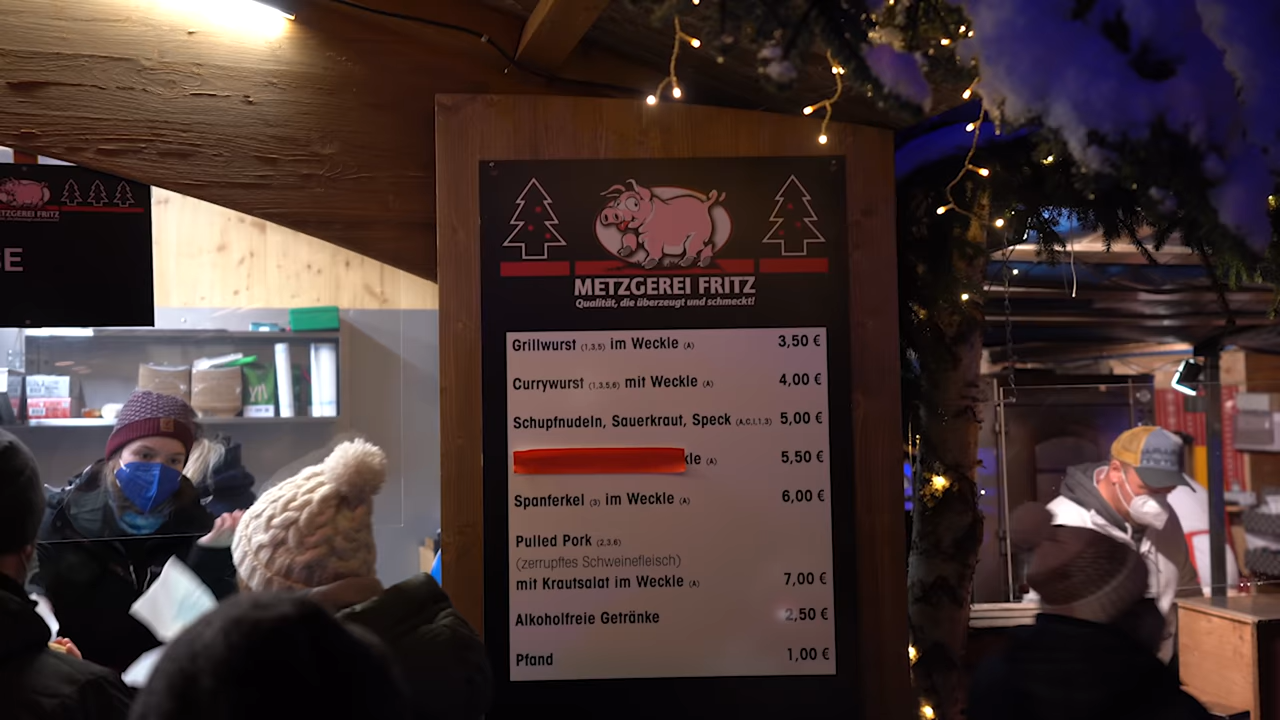 METZGEREI FRITZ
Qualität, die überzeugt und schmeckt!
Grillwurst (1,3,5) im Weckle (A) 3,50 €
Currywurst (1,3,5,6) mit Weckle (A) 4,00 €
Schupfnudeln, Sauerkraut, Speck (A,C,I,1,3) 5,00 €
kle (A) 5,50 €
Spanferkel (3) im Weckle (A) 6,00 €
Pulled Pork (2,3,6)
(zerrupftes Schweinefleisch)
mit Krautsalat im Weckle (A) 7,00 €
Alkoholfreie Getränke 2,50 €
Pfand 1,00 €
ETZGEREI FRITZ
SE